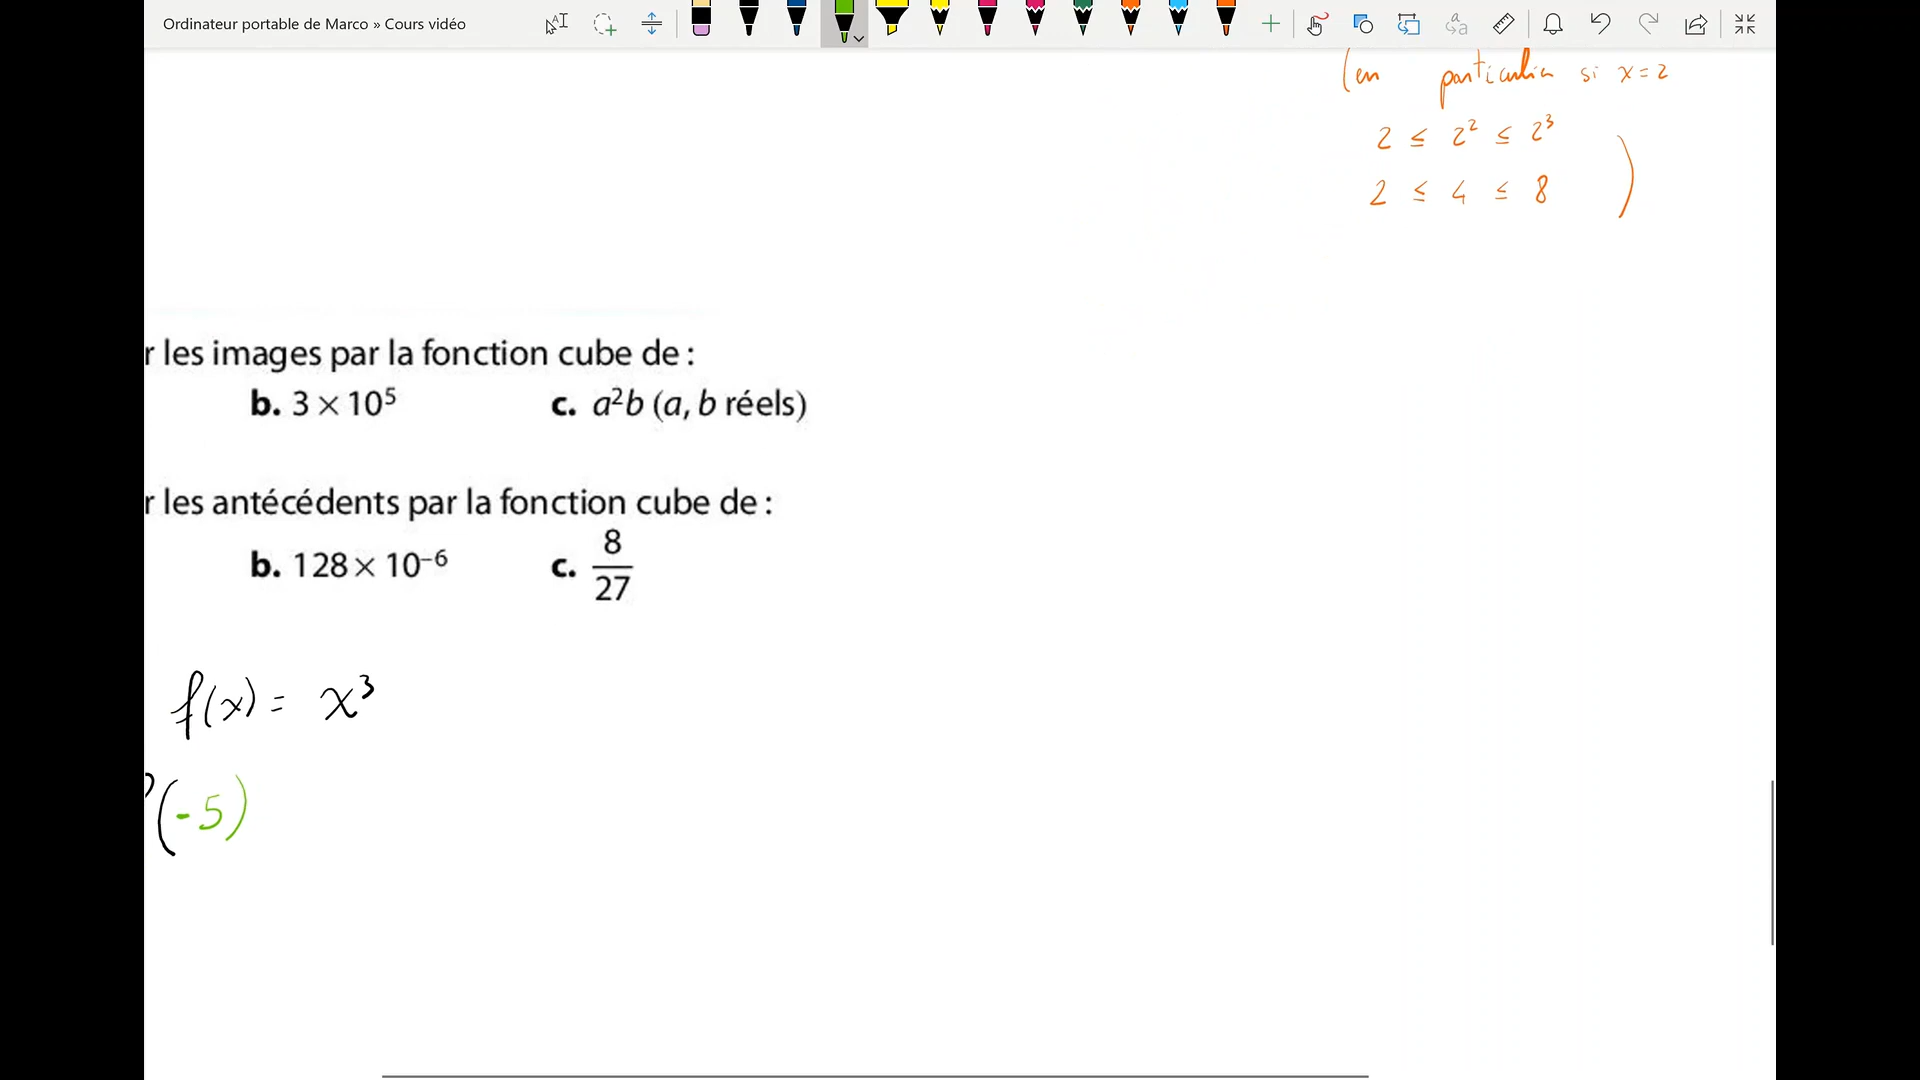 Ordinateur portable de Marco » Cours vidéo
(en particulier si x = 2
2 ≤ 2² ≤ 2³
2 ≤ 4 ≤ 8 )
r les images par la fonction cube de :
b. 3 × 10⁵ c. a²b (a, b réels)
r les antécédents par la fonction cube de :
b. 128 × 10⁻⁶ c. 8/27
f(x) = x³
(-5)